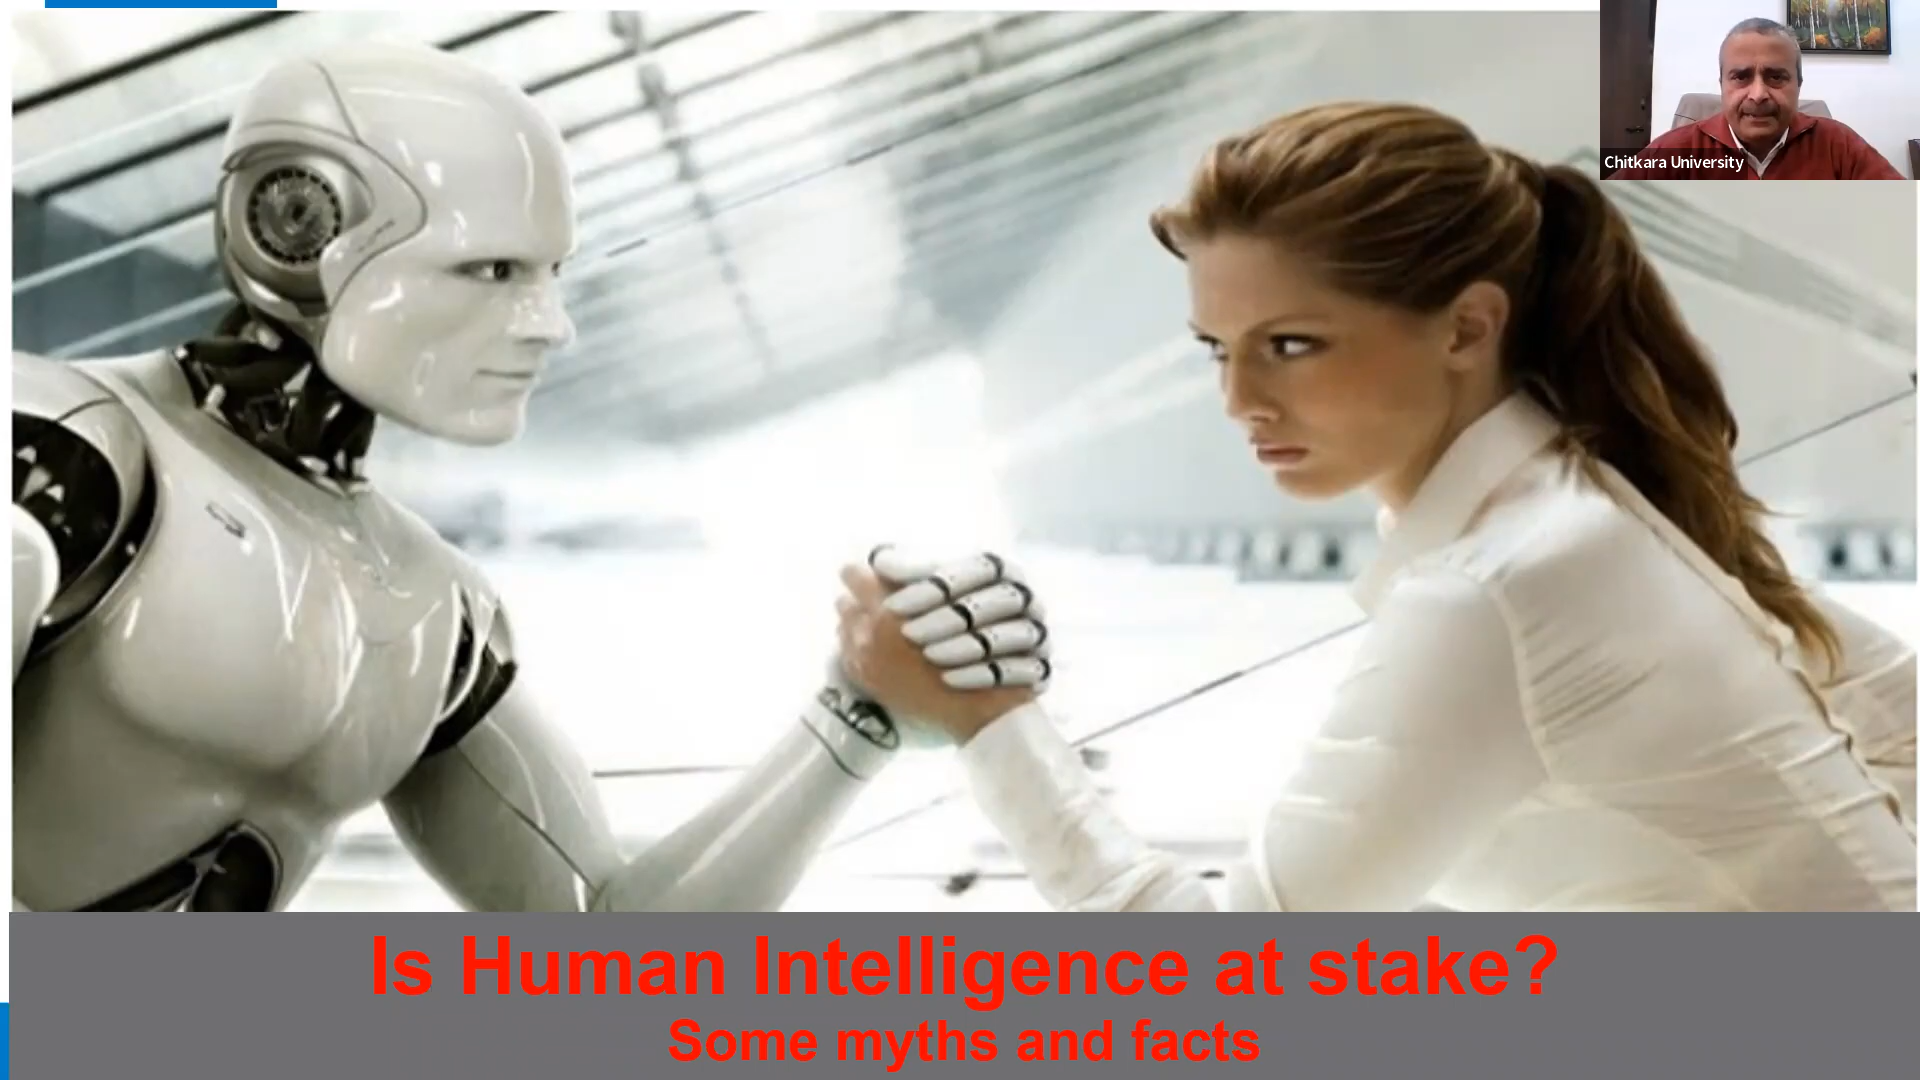 Chitkara University
Is Human Intelligence at stake?
Some myths and facts